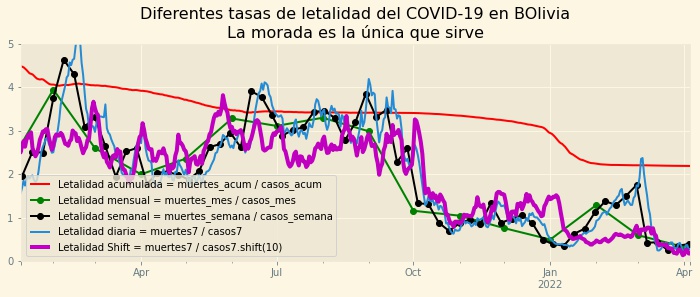 Diferentes tasas de letalidad del COVID-19 en BOlivia
La morada es la única que sirve
5
4
3
2
1
0
Letalidad acumulada = muertes_acum / casos_acum
Letalidad mensual = muertes_mes / casos_mes
Letalidad semanal = muertes_semana / casos_semana
Letalidad diaria = muertes7 / casos7
Letalidad Shift = muertes7 / casos7.shift(10)
Apr
Jul
Oct
Jan
2022
Apr